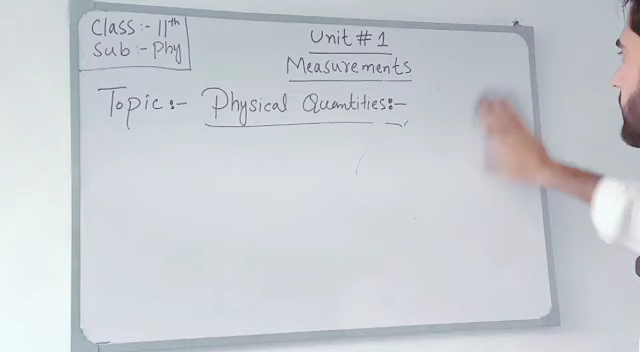 Class:- 11th
Sub:- Phy
Unit # 1
Measurements
Topic:- Physical Quantities:-